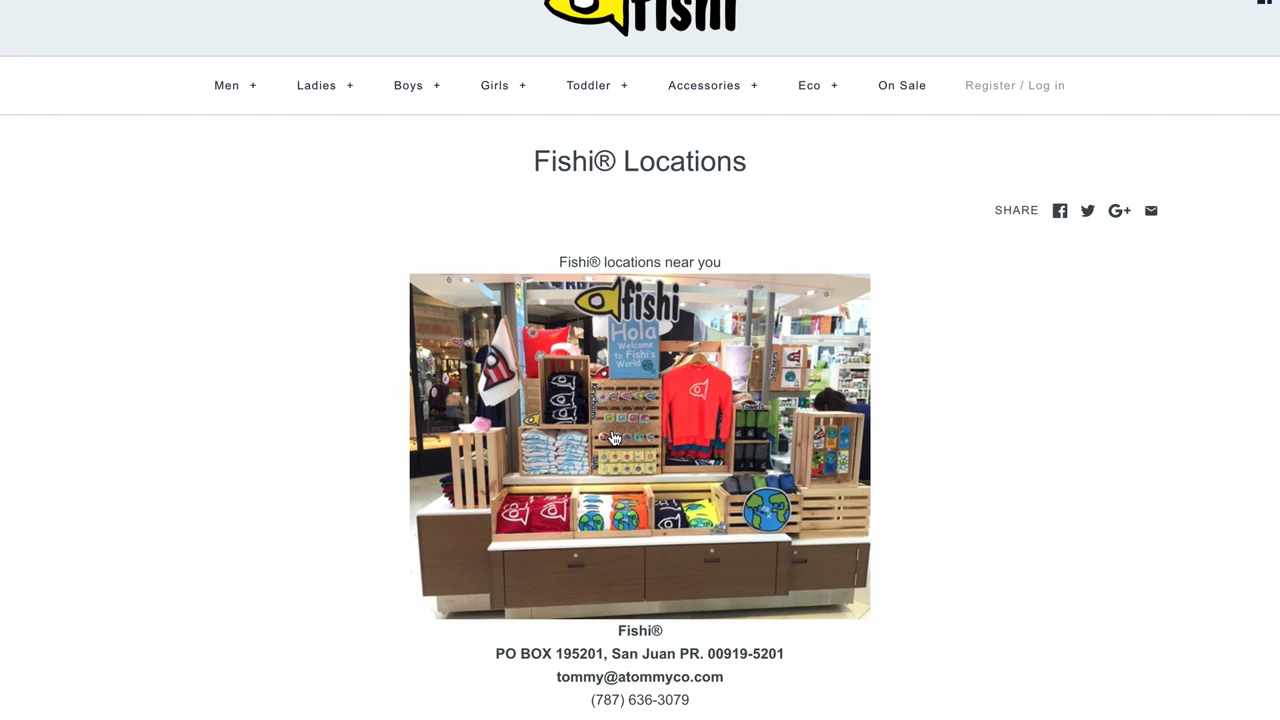 fishi
Men + Ladies + Boys + Girls + Toddler + Accessories + Eco + On Sale Register / Log in
Fishi® Locations
SHARE
Fishi® locations near you
fishi
Hola
Welcome
to Fishi's
World
Stickers
Towels
Fishi®
PO BOX 195201, San Juan PR. 00919-5201
tommy@atommyco.com
(787) 636-3079